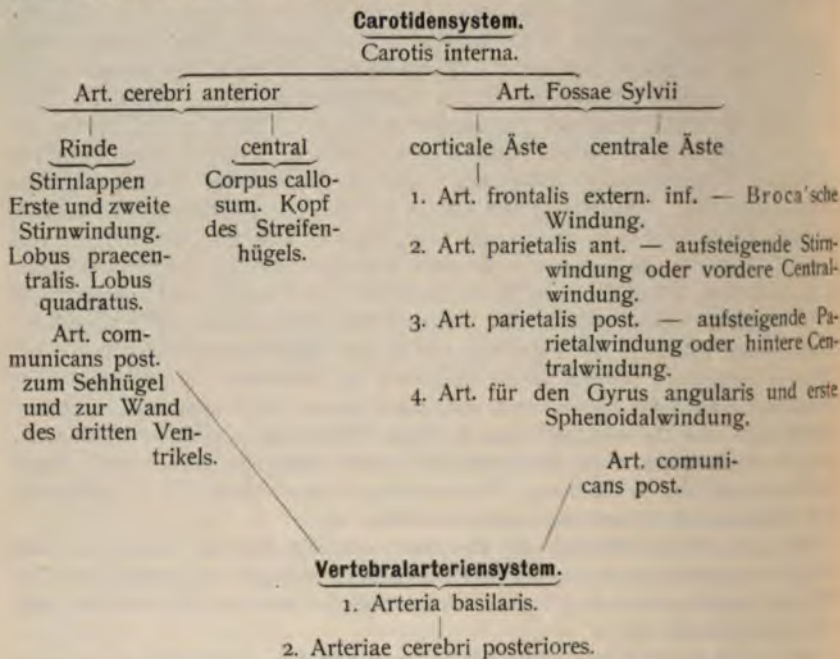 Carotidensystem.
Carotis interna.
Art. cerebri anterior
Rinde
Stirnlappen
Erste und zweite
Stirnwindung.
Lobus praecen-
tralis. Lobus
quadratus.
central
Corpus callo-
sum. Kopf
des Streifen-
hügels.
Art. com-
municans post.
zum Sehhügel
und zur Wand
des dritten Ven-
trikels.
Art. Fossae Sylvii
corticale Äste
centrale Äste
1. Art. frontalis extern. inf. — Broca'sche
Windung.
2. Art. parietalis ant. — aufsteigende Stirn-
windung oder vordere Central-
windung.
3. Art. parietalis post. — aufsteigende Pa-
rietalwindung oder hintere Cen-
tralwindung.
4. Art. für den Gyrus angularis und erste
Sphenoidalwindung.
Art. comuni-
cans post.
Vertebralarteriensystem.
1. Arteria basilaris.
2. Arteriae cerebri posteriores.